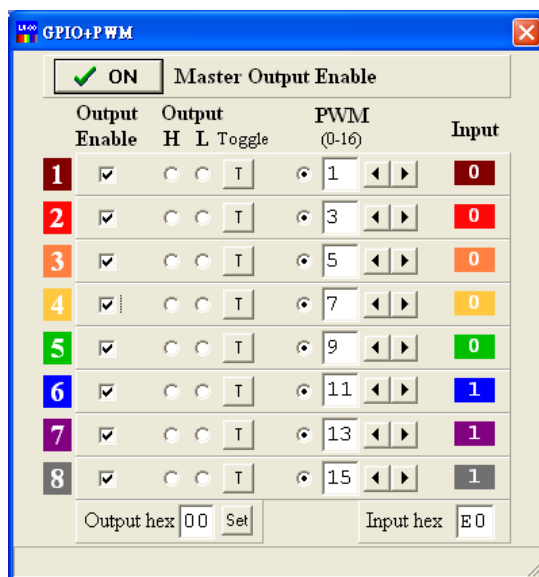 GPIO+PWM
ON Master Output Enable
Output Output PWM
Enable H L Toggle (0-16) Input
1 T 1 0
2 T 3 0
3 T 5 0
4 T 7 0
5 T 9 0
6 T 11 1
7 T 13 1
8 T 15 1
Output hex 00 Set Input hex E0